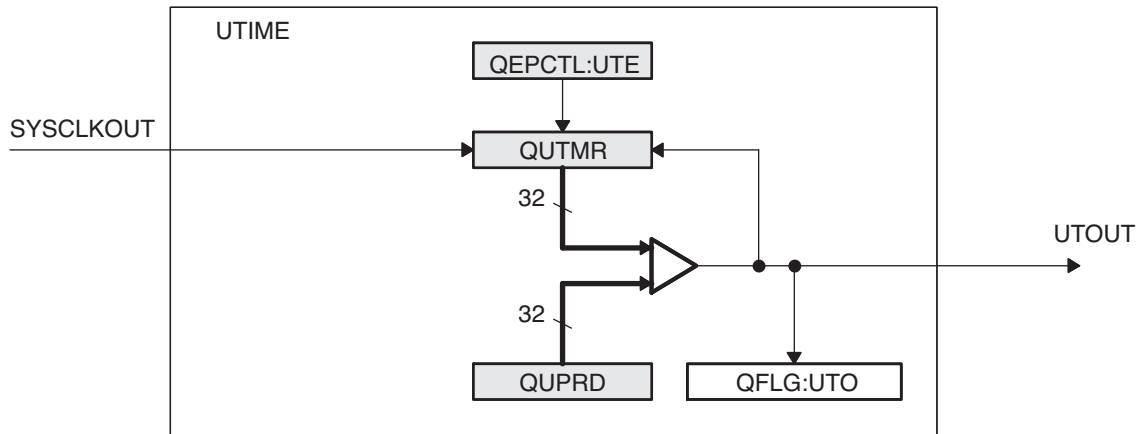 UTIME
QEPCTL:UTE
SYSCLKOUT
QUTMR
32
UTOUT
32
QUPRD
QFLG:UTO